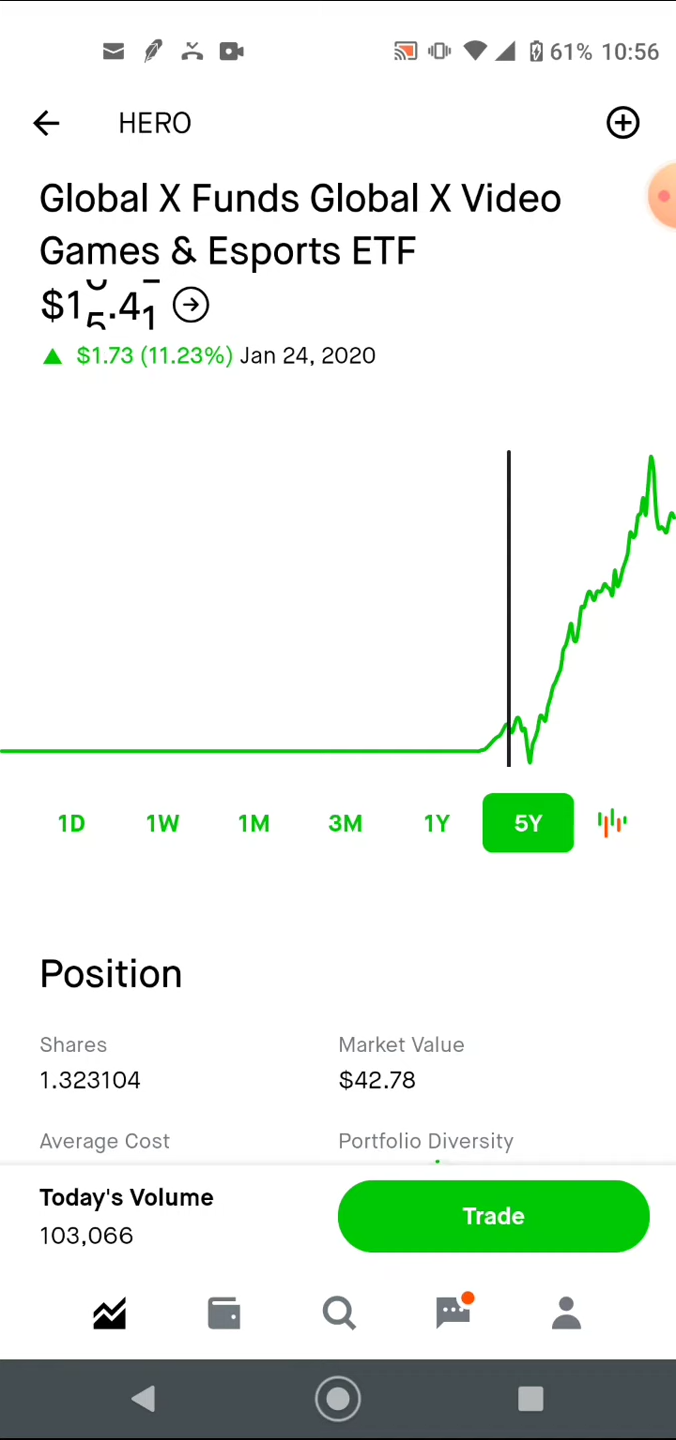 61% 10:56
HERO
Global X Funds Global X Video
Games & Esports ETF
$1.73 (11.23%) Jan 24, 2020
1D 1W 1M 3M 1Y 5Y
Position
Shares Market Value
1.323104 $42.78
Average Cost Portfolio Diversity
Today's Volume
103,066
Trade